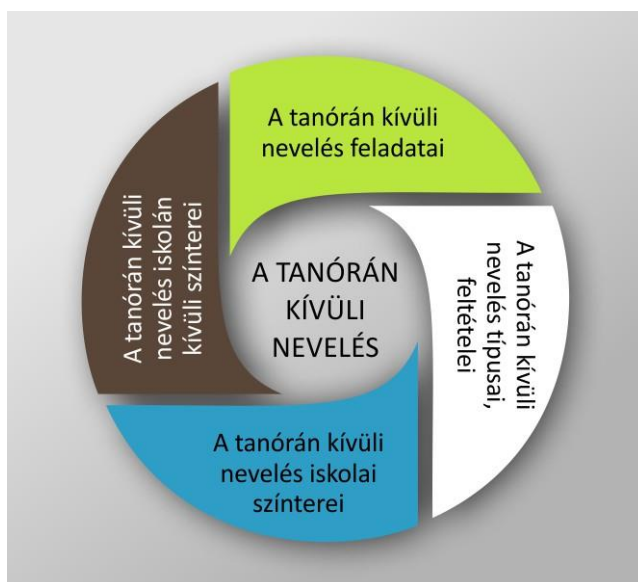 A tanórán kívüli
nevelés feladatai
A tanórán kívüli
nevelés típusai,
feltételei
A tanórán kívüli
nevelés iskolai
színterei
A tanórán kívüli
nevelés iskolán
kívüli színterei
A TANÓRÁN
KÍVÜLI
NEVELÉS